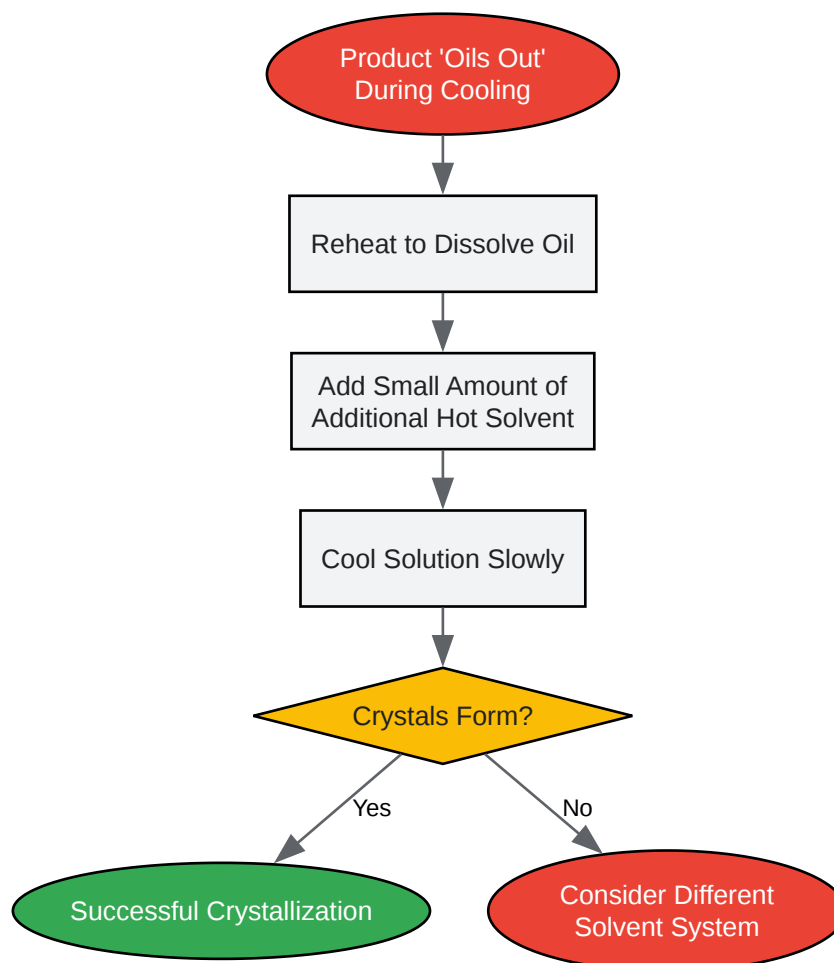 Product 'Oils Out'
During Cooling
Reheat to Dissolve Oil
Add Small Amount of
Additional Hot Solvent
Cool Solution Slowly
Crystals Form?
Yes
No
Successful Crystallization
Consider Different
Solvent System